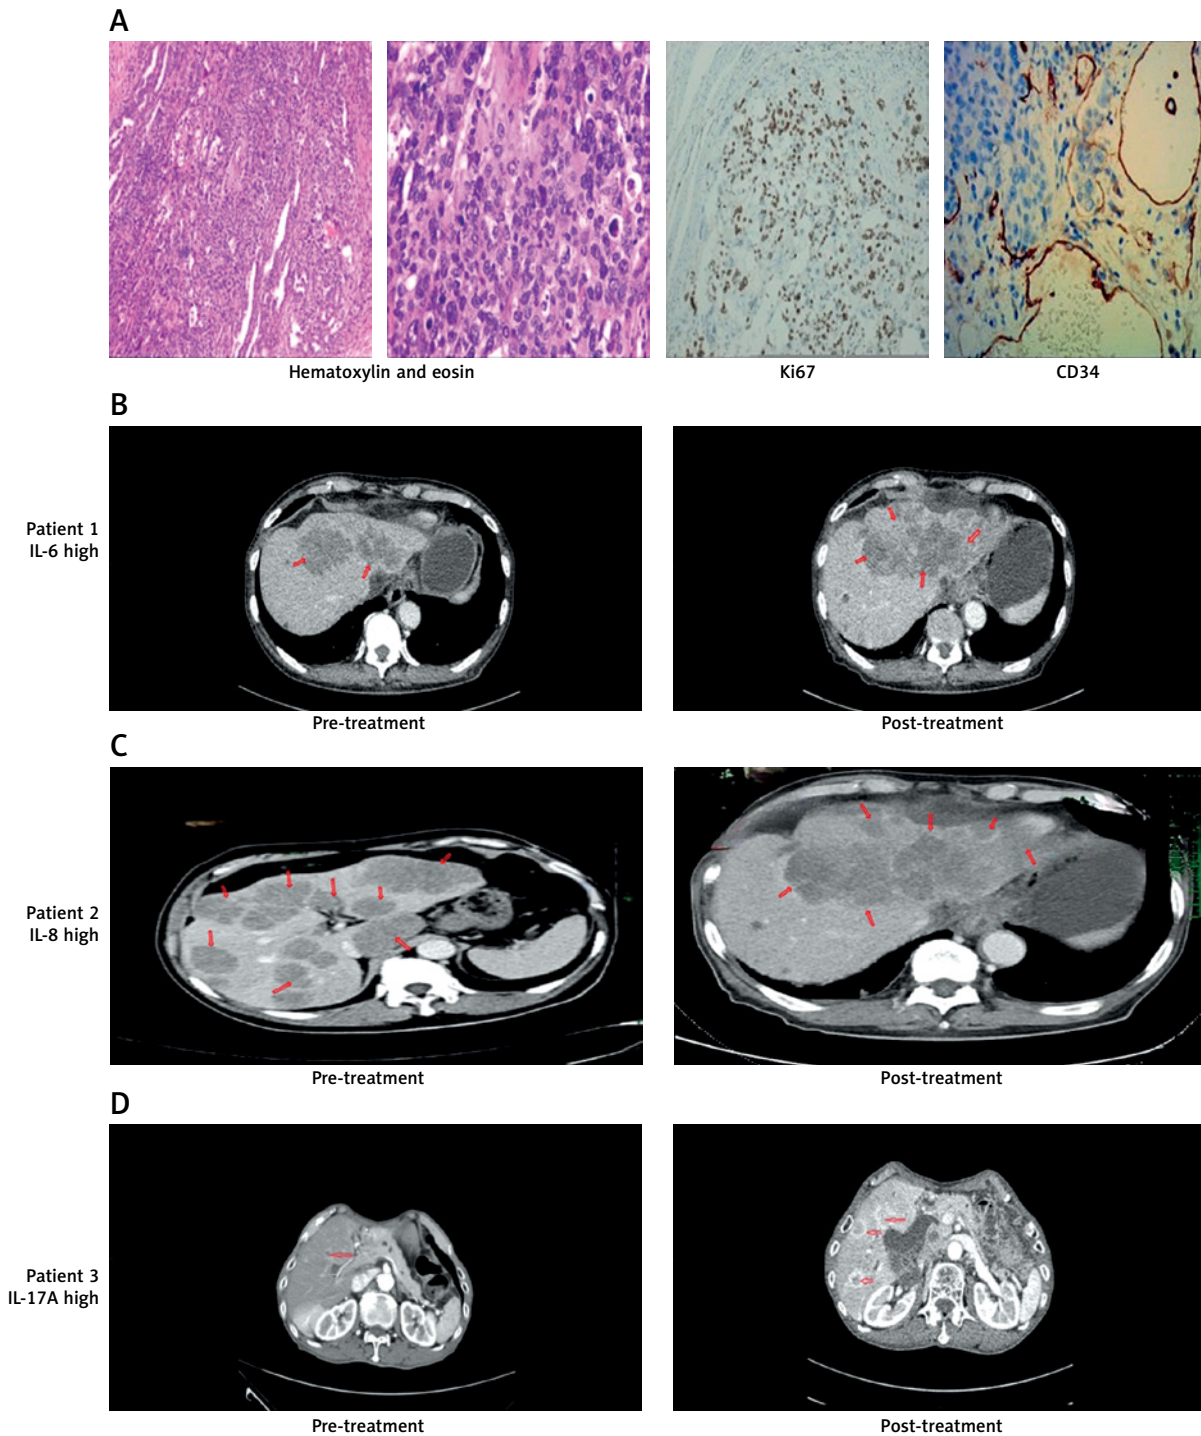 A
Hematoxylin and eosin
Ki67
CD34
B
Patient 1
IL-6 high
Pre-treatment
Post-treatment
C
Patient 2
IL-8 high
Pre-treatment
Post-treatment
D
Patient 3
IL-17A high
Pre-treatment
Post-treatment